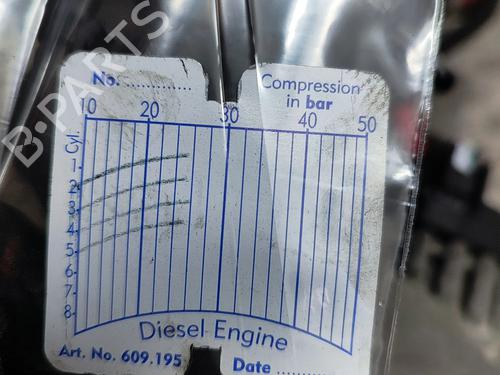 No. ..............
Compression
in bar
10 20 30 40 50
Cyl.
1
2
3
4
5
6
7
8
Diesel Engine
Art. No. 609.195
Date ..........
B-PARTS